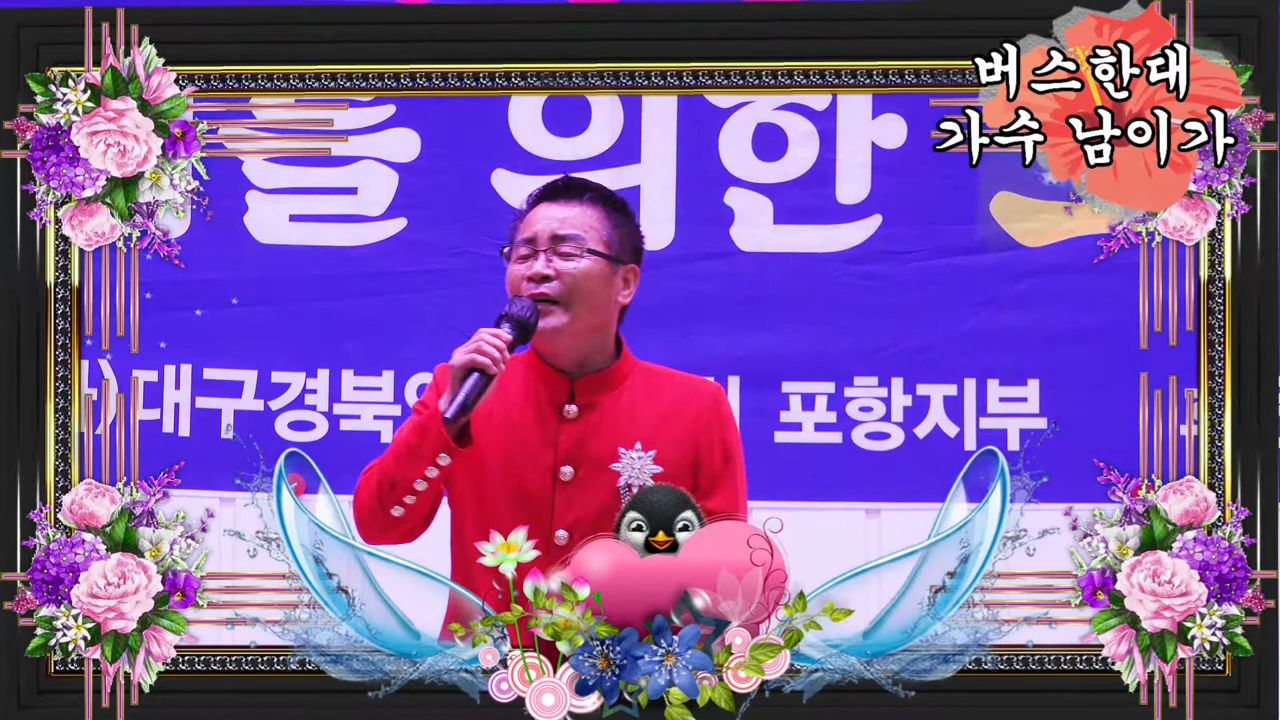 버스한대
가수 남이가
를 위한
대구경북
포항지부